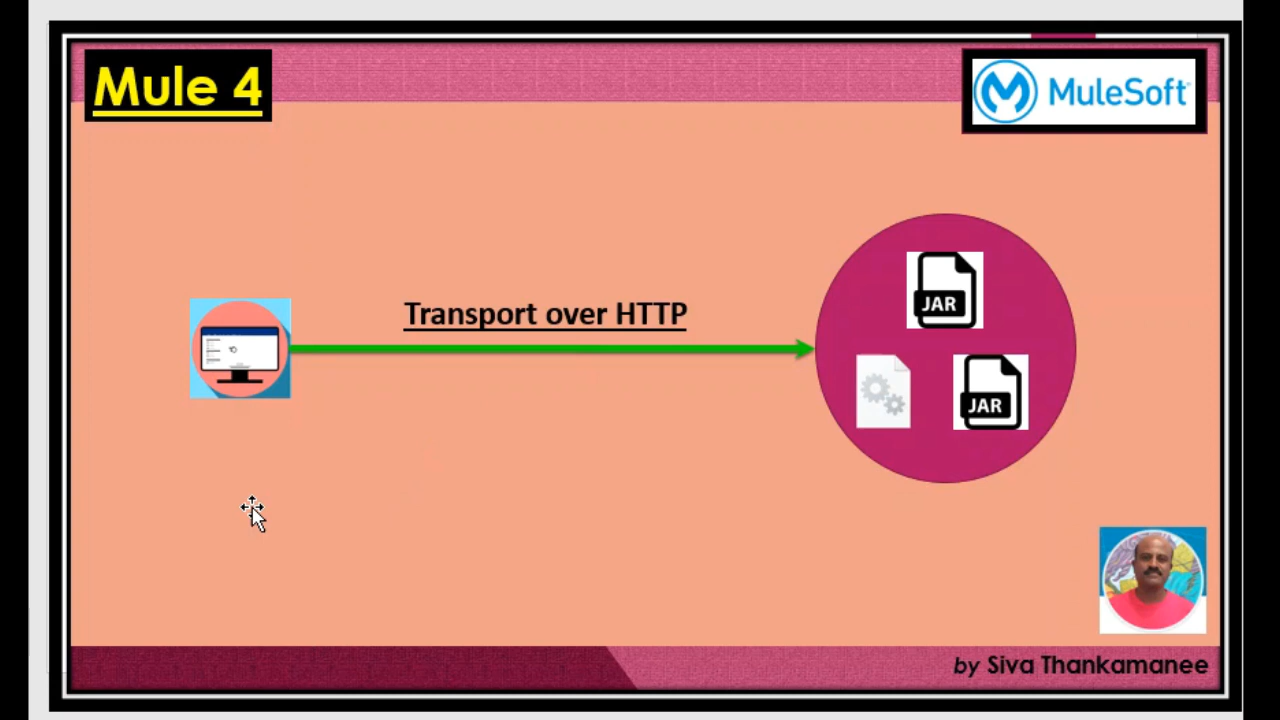 Mule 4
MuleSoft
Transport over HTTP
JAR
JAR
by Siva Thankamanee